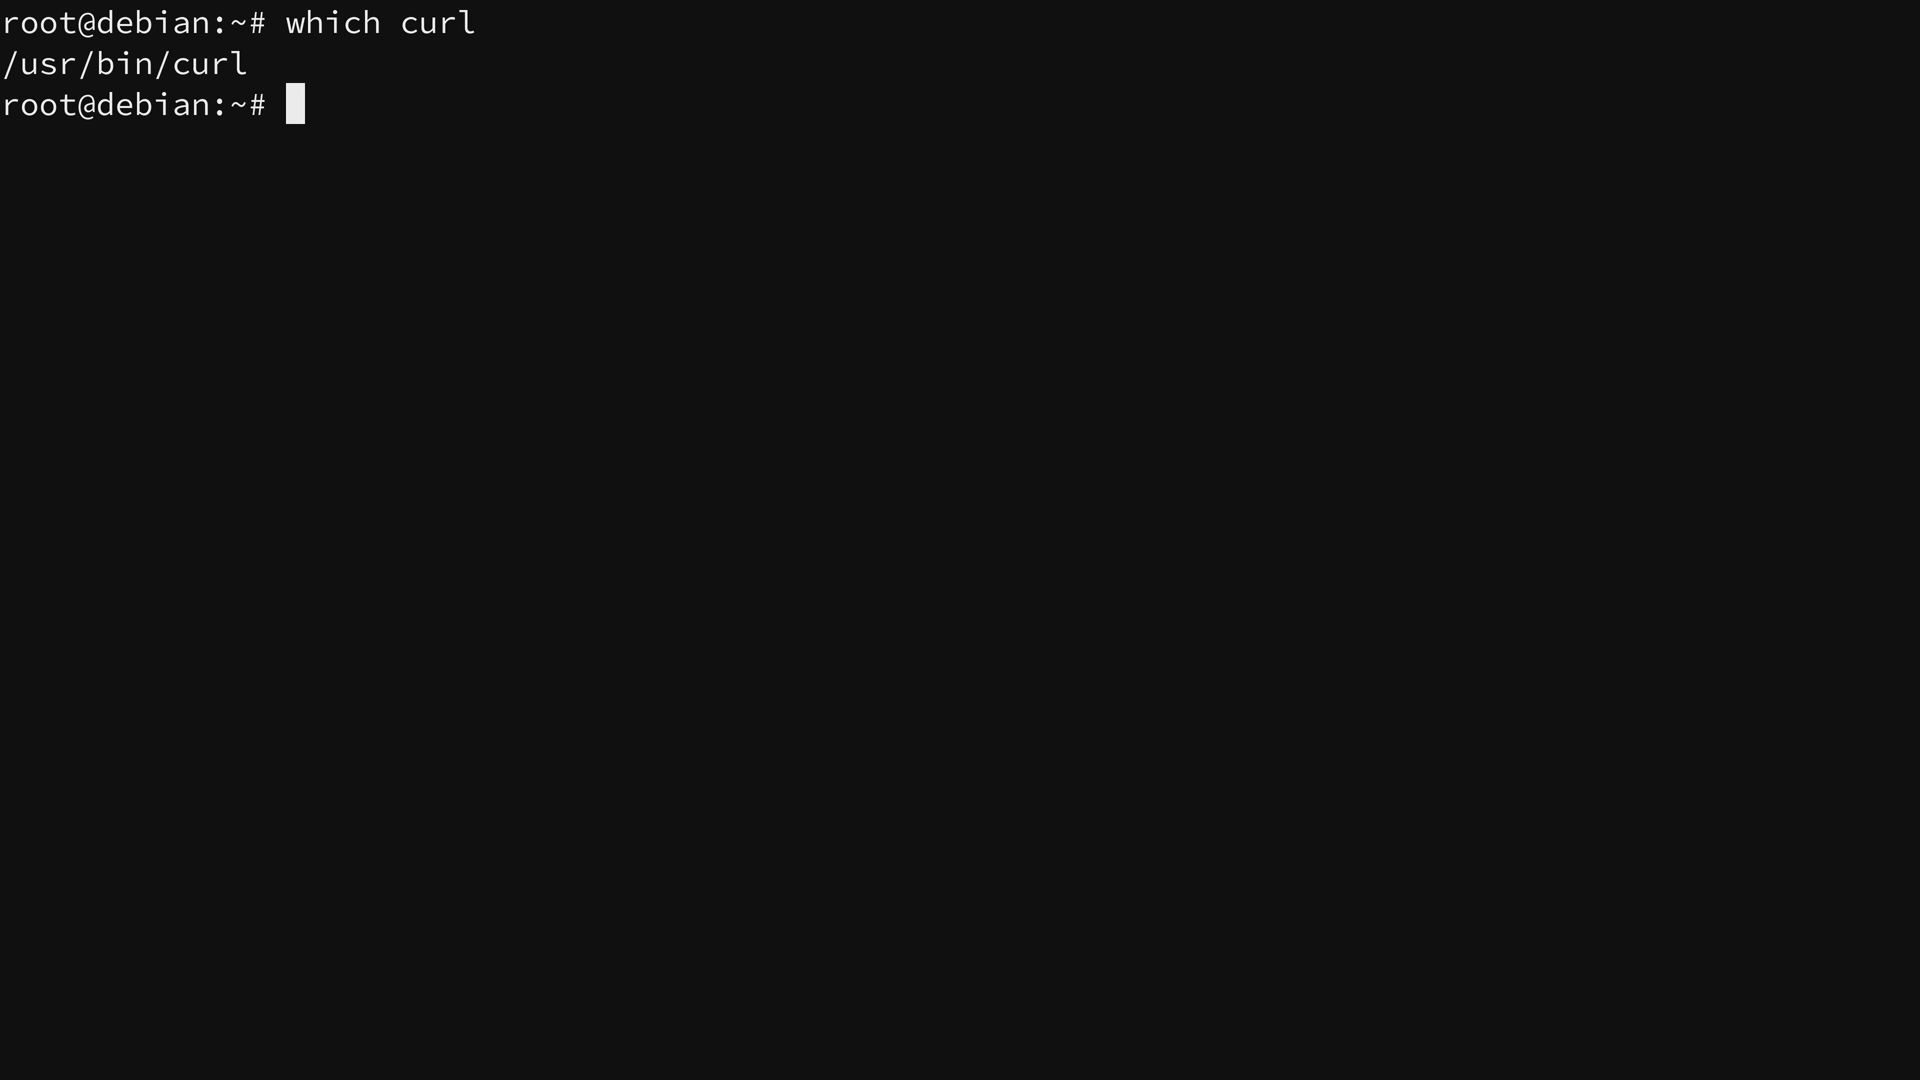 root@debian:~# which curl
/usr/bin/curl
root@debian:~#